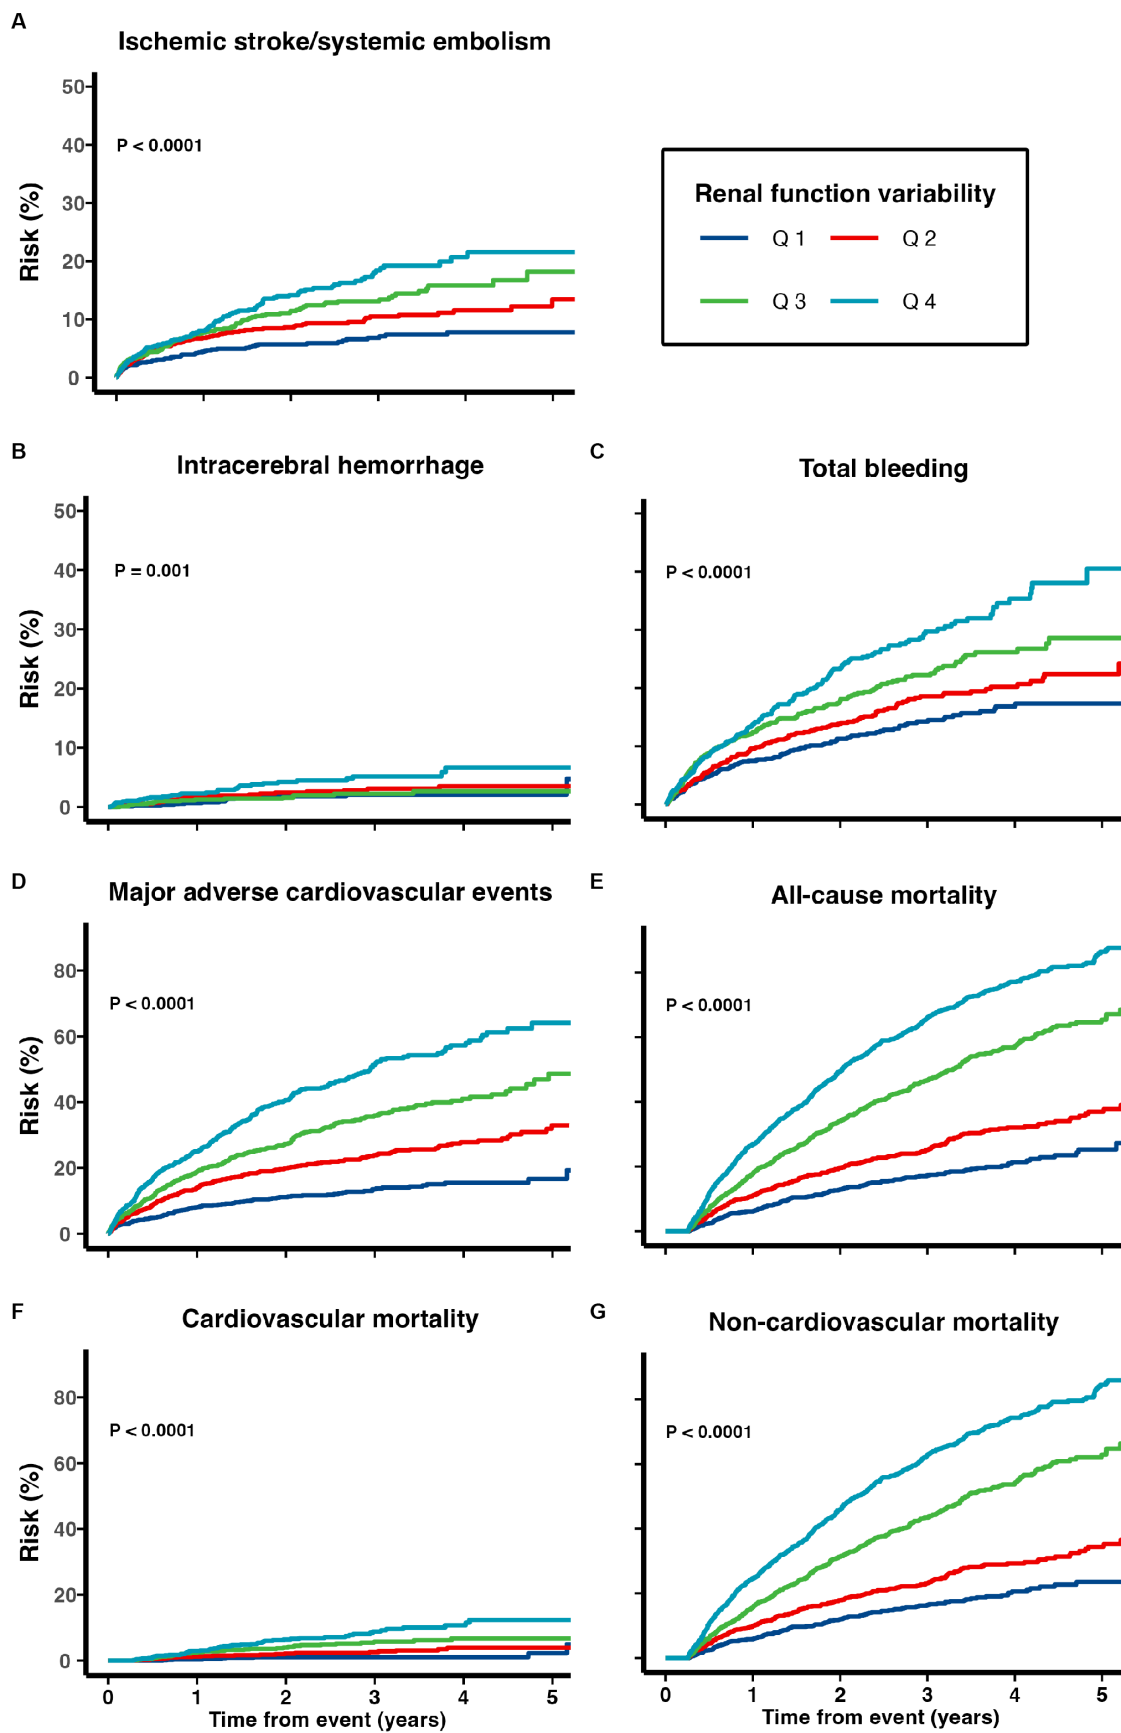 A
Ischemic stroke/systemic embolism
50
40
30
20
10
0
Risk (%)
P < 0.0001
Renal function variability
Q 1
Q 2
Q 3
Q 4
B
Intracerebral hemorrhage
50
40
30
20
10
0
Risk (%)
P = 0.001
C
Total bleeding
P < 0.0001
D
Major adverse cardiovascular events
80
60
40
20
0
Risk (%)
P < 0.0001
E
All-cause mortality
P < 0.0001
F
Cardiovascular mortality
80
60
40
20
0
Risk (%)
P < 0.0001
0 1 2 3 4 5
Time from event (years)
G
Non-cardiovascular mortality
P < 0.0001
0 1 2 3 4 5
Time from event (years)